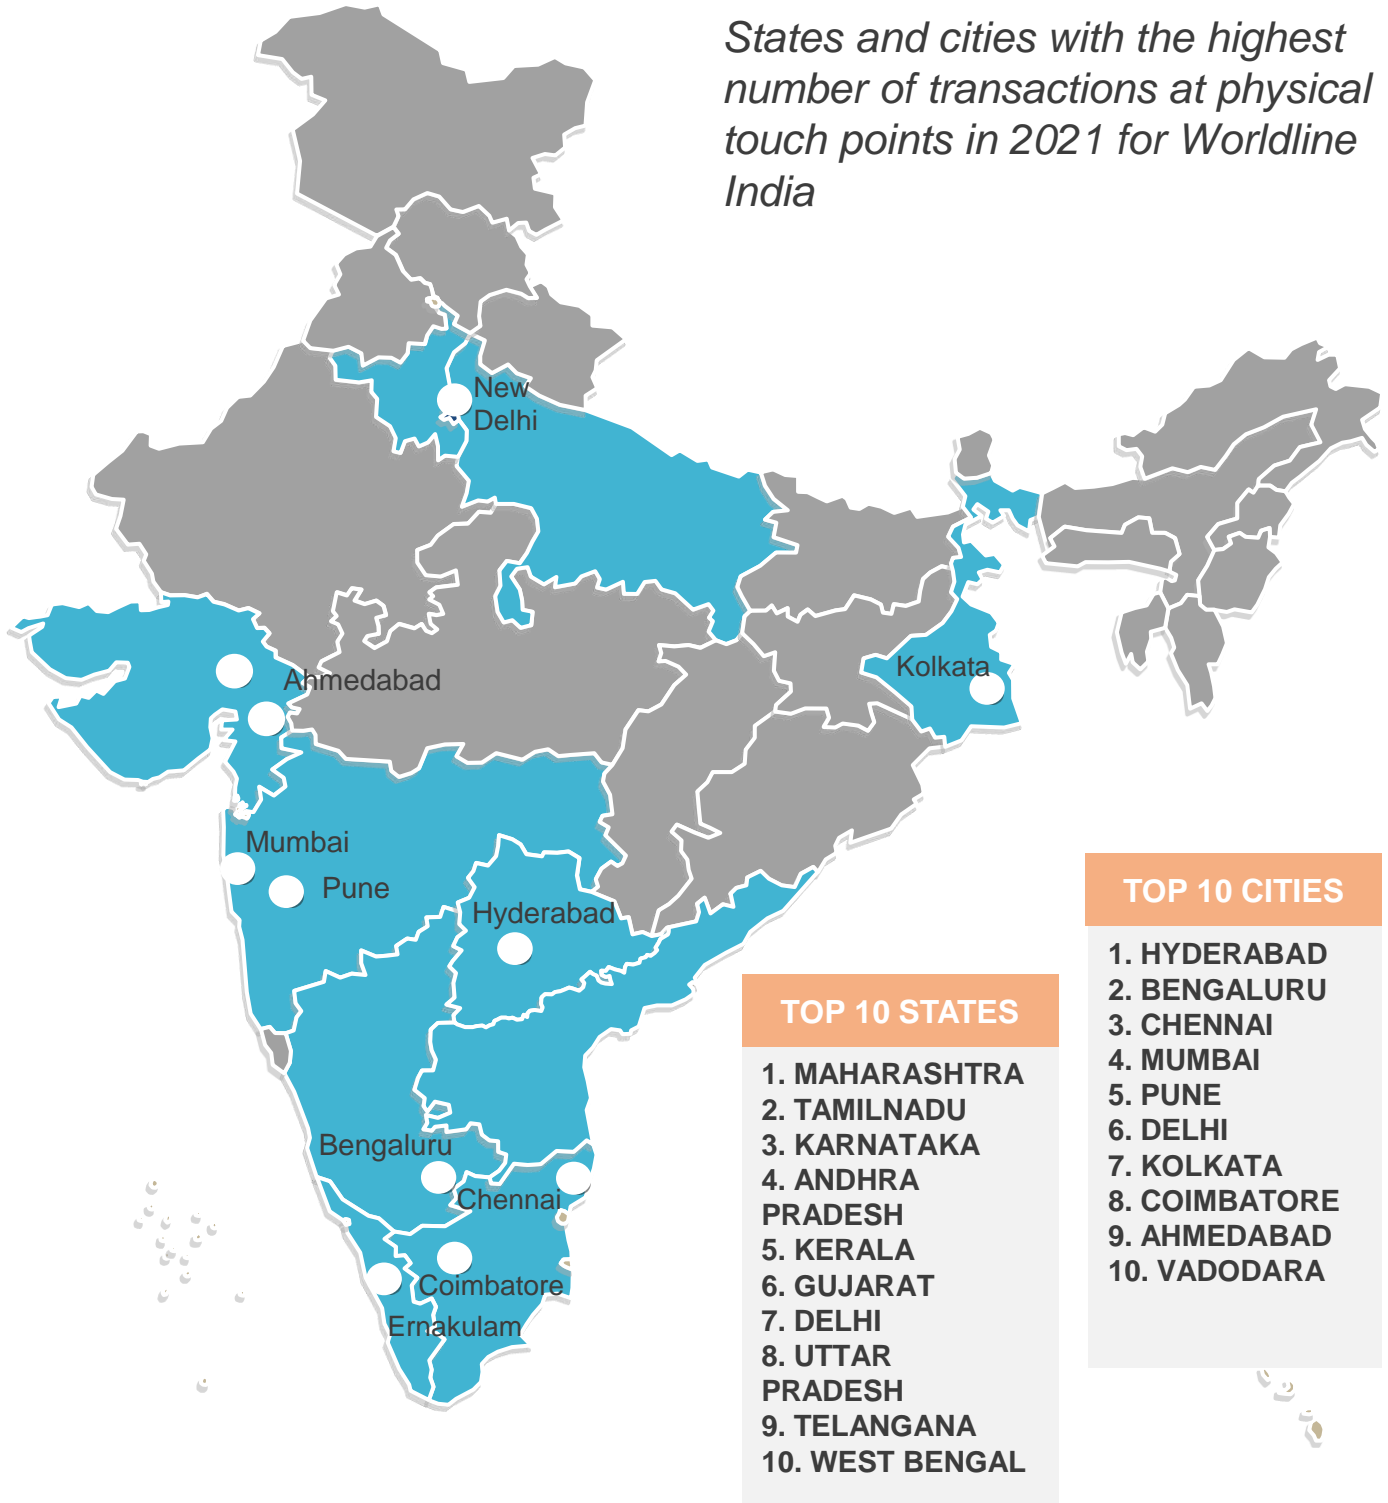 States and cities with the highest
number of transactions at physical
touch points in 2021 for Worldline
India
New
Delhi
Ahmedabad
Kolkata
Mumbai
Pune
Hyderabad
Bengaluru
Chennai
Coimbatore
Ernakulam
TOP 10 STATES
1. MAHARASHTRA
2. TAMILNADU
3. KARNATAKA
4. ANDHRA
PRADESH
5. KERALA
6. GUJARAT
7. DELHI
8. UTTAR
PRADESH
9. TELANGANA
10. WEST BENGAL
TOP 10 CITIES
1. HYDERABAD
2. BENGALURU
3. CHENNAI
4. MUMBAI
5. PUNE
6. DELHI
7. KOLKATA
8. COIMBATORE
9. AHMEDABAD
10. VADODARA